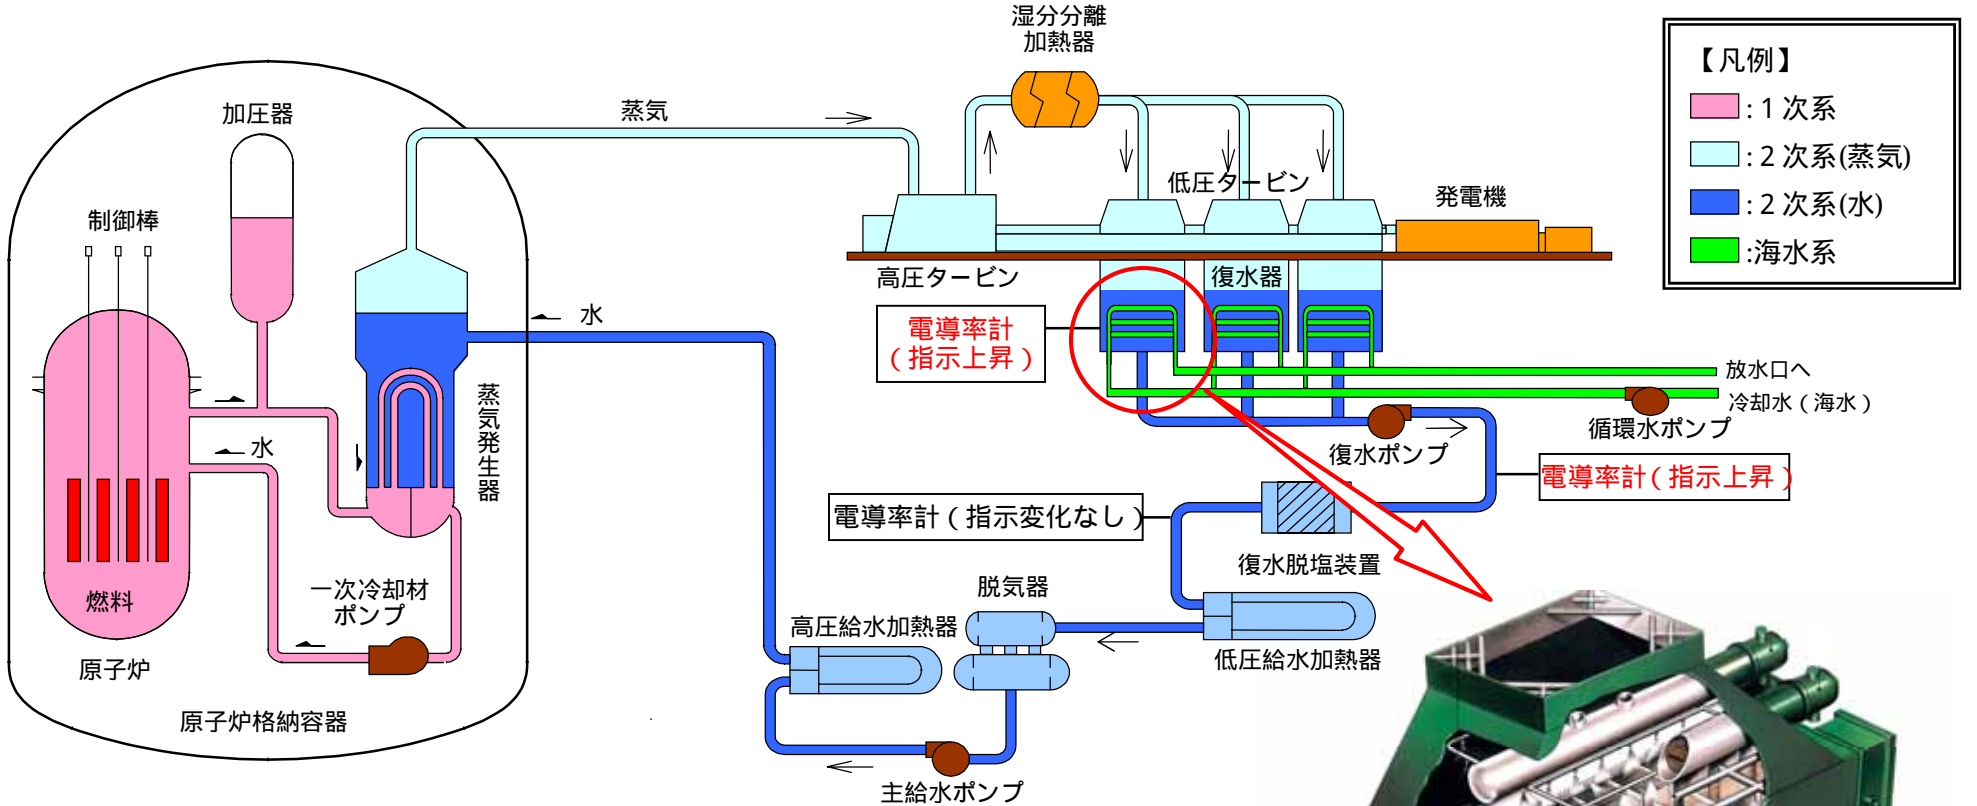 湿分分離
加熱器
【凡例】
:１次系
:２次系(蒸気)
:２次系(水)
:海水系
加圧器
蒸気
制御棒
低圧タービン
発電機
高圧タービン
復水器
電導率計
（指示上昇）
水
放水口へ
冷却水（海水）
循環水ポンプ
蒸気発生器
水
復水ポンプ
電導率計（指示上昇）
電導率計（指示変化なし）
復水脱塩装置
一次冷却材
ポンプ
燃料
脱気器
高圧給水加熱器
低圧給水加熱器
原子炉
原子炉格納容器
主給水ポンプ